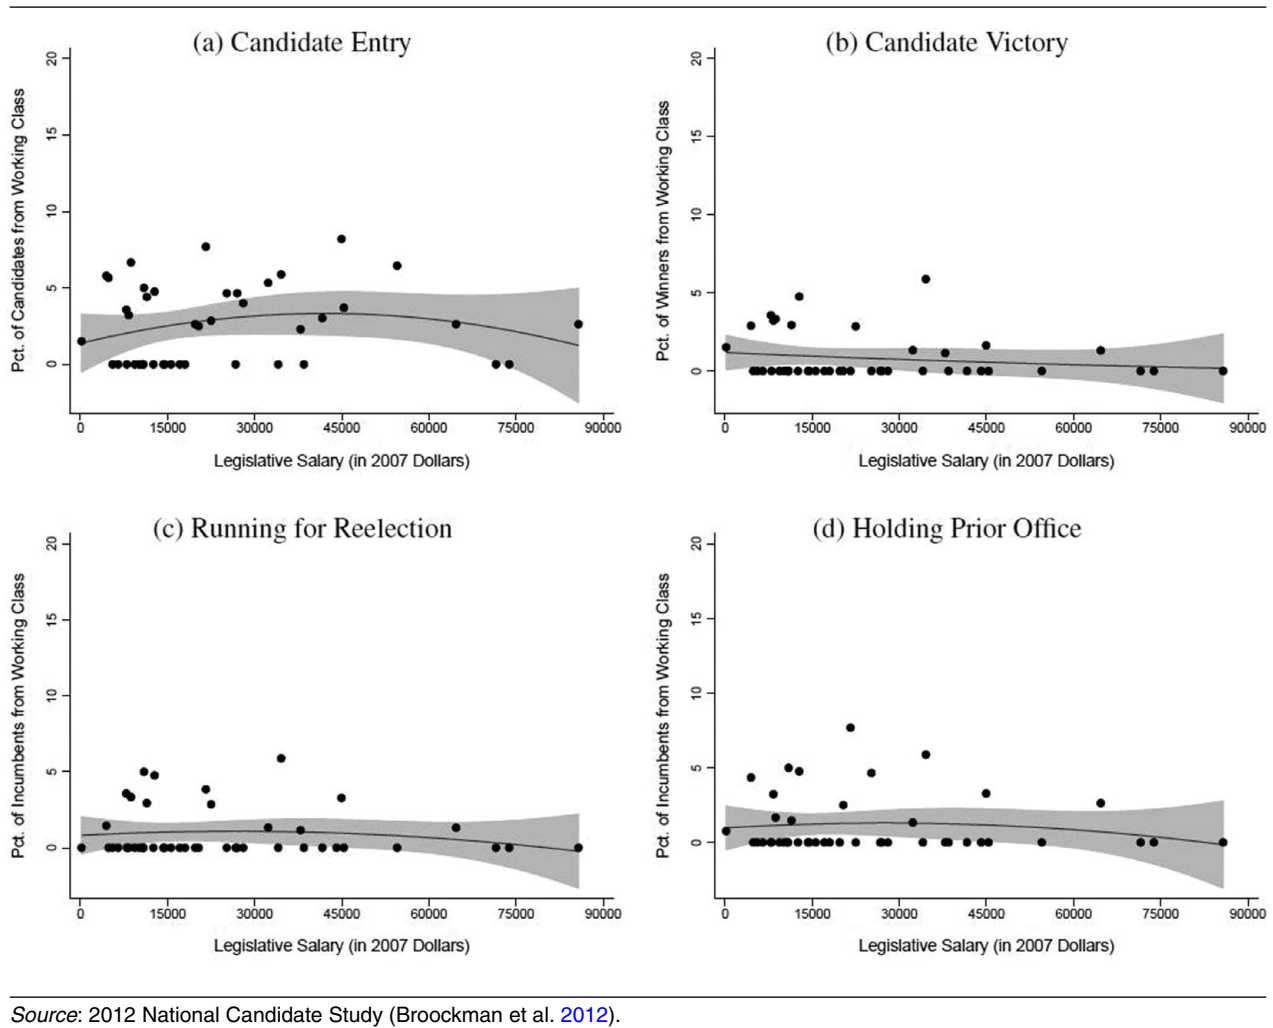 (a) Candidate Entry
Pct. of Candidates from Working Class
20
15
10
5
0
0 15000 30000 45000 60000 75000 90000
Legislative Salary (in 2007 Dollars)
(b) Candidate Victory
Pct. of Winners from Working Class
20
15
10
5
0
0 15000 30000 45000 60000 75000 90000
Legislative Salary (in 2007 Dollars)
(c) Running for Reelection
Pct. of Incumbents from Working Class
20
15
10
5
0
0 15000 30000 45000 60000 75000 90000
Legislative Salary (in 2007 Dollars)
(d) Holding Prior Office
Pct. of Incumbents from Working Class
20
15
10
5
0
0 15000 30000 45000 60000 75000 90000
Legislative Salary (in 2007 Dollars)
Source: 2012 National Candidate Study (Broockman et al. 2012).